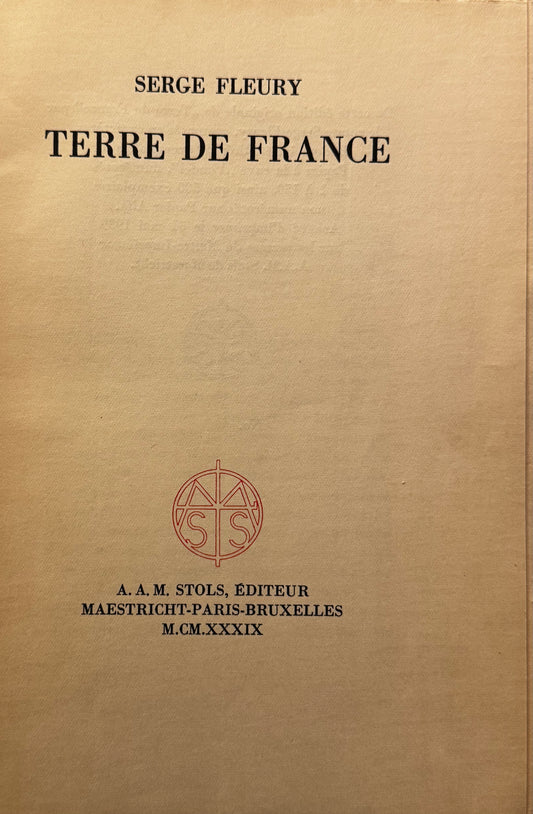 SERGE FLEURY
TERRE DE FRANCE
A. A. M. STOLS, ÉDITEUR
MAESTRICHT-PARIS-BRUXELLES
M.CM.XXXIX